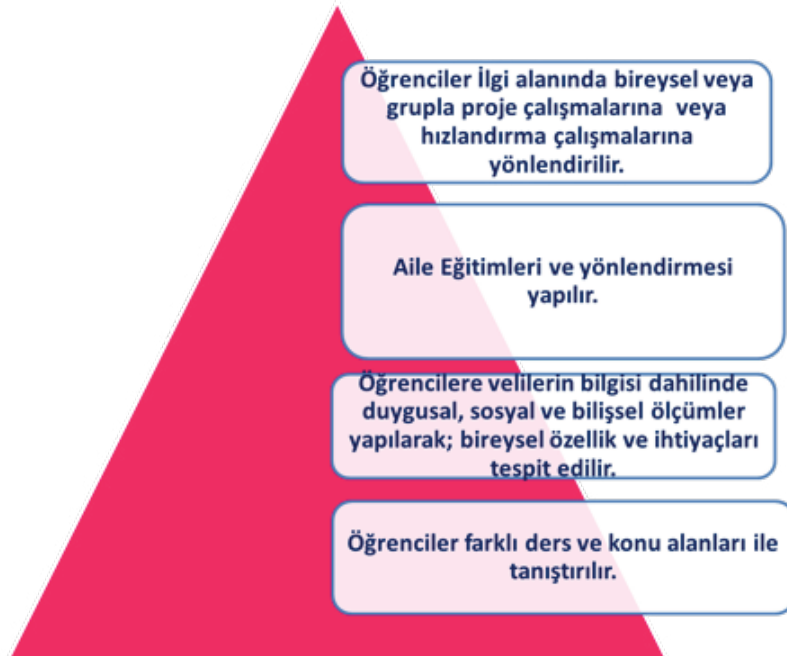 Öğrenciler İlgi alanında bireysel veya
grupla proje çalışmalarına veya
hızlandırma çalışmalarına
yönlendirilir.
Aile Eğitimleri ve yönlendirmesi
yapılır.
Öğrencilere velilerin bilgisi dahilinde
duygusal, sosyal ve bilişsel ölçümler
yapılarak; bireysel özellik ve ihtiyaçları
tespit edilir.
Öğrenciler farklı ders ve konu alanları ile
tanıştırılır.